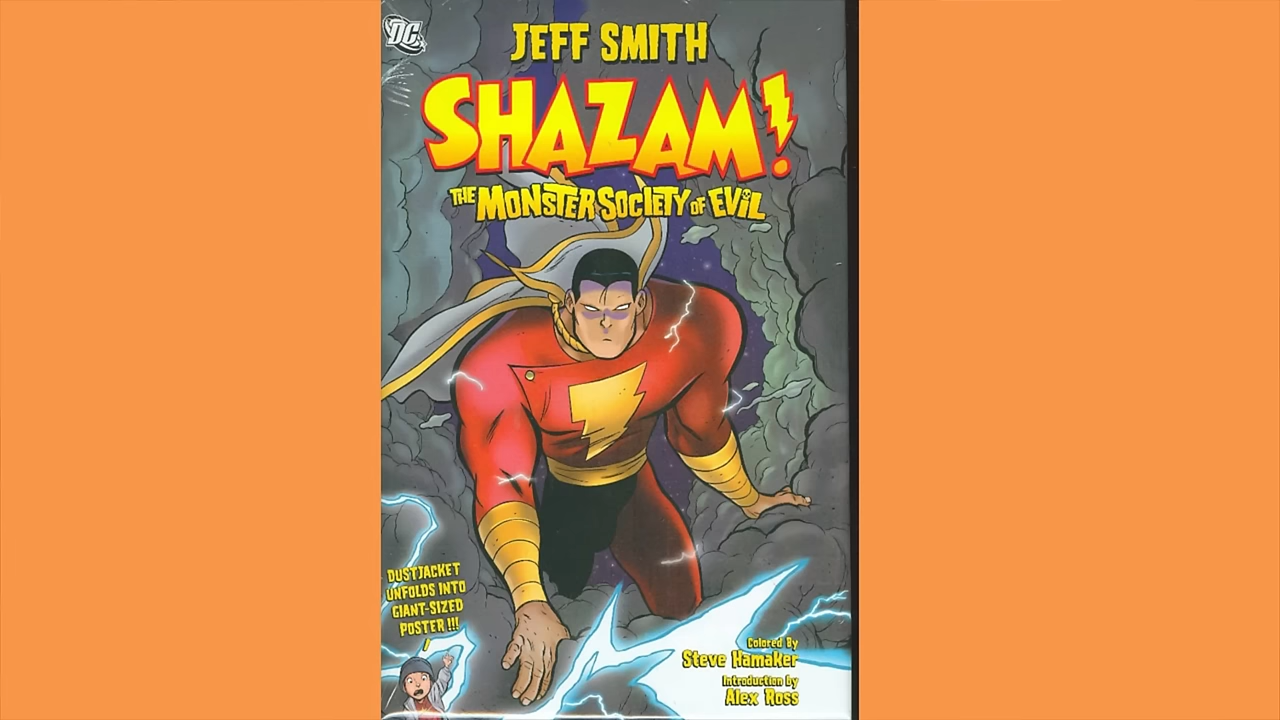 DC
JEFF SMITH
SHAZAM!
THE MONSTER SOCIETY OF EVIL
DUSTJACKET
UNFOLDS INTO
GIANT-SIZED
POSTER!!!
Colored By
Steve Hamaker
Introduction by
Alex Ross